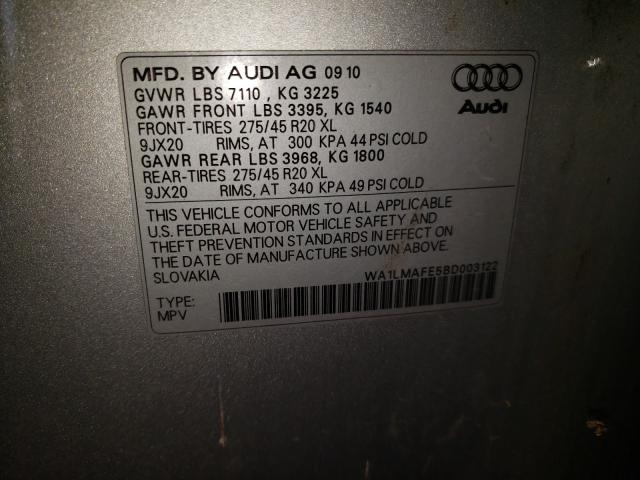 MFD. BY AUDI AG 09 10
GVWR LBS 7110 , KG 3225
GAWR FRONT LBS 3395, KG 1540
FRONT-TIRES 275/45 R20 XL
9JX20 RIMS, AT 300 KPA 44 PSI COLD
GAWR REAR LBS 3968, KG 1800
REAR-TIRES 275/45 R20 XL
9JX20 RIMS, AT 340 KPA 49 PSI COLD
Audi
THIS VEHICLE CONFORMS TO ALL APPLICABLE
U.S. FEDERAL MOTOR VEHICLE SAFETY AND
THEFT PREVENTION STANDARDS IN EFFECT ON
THE DATE OF MANUFACTURE SHOWN ABOVE.
SLOVAKIA WA1LMAFE5BD003122
TYPE:
MPV